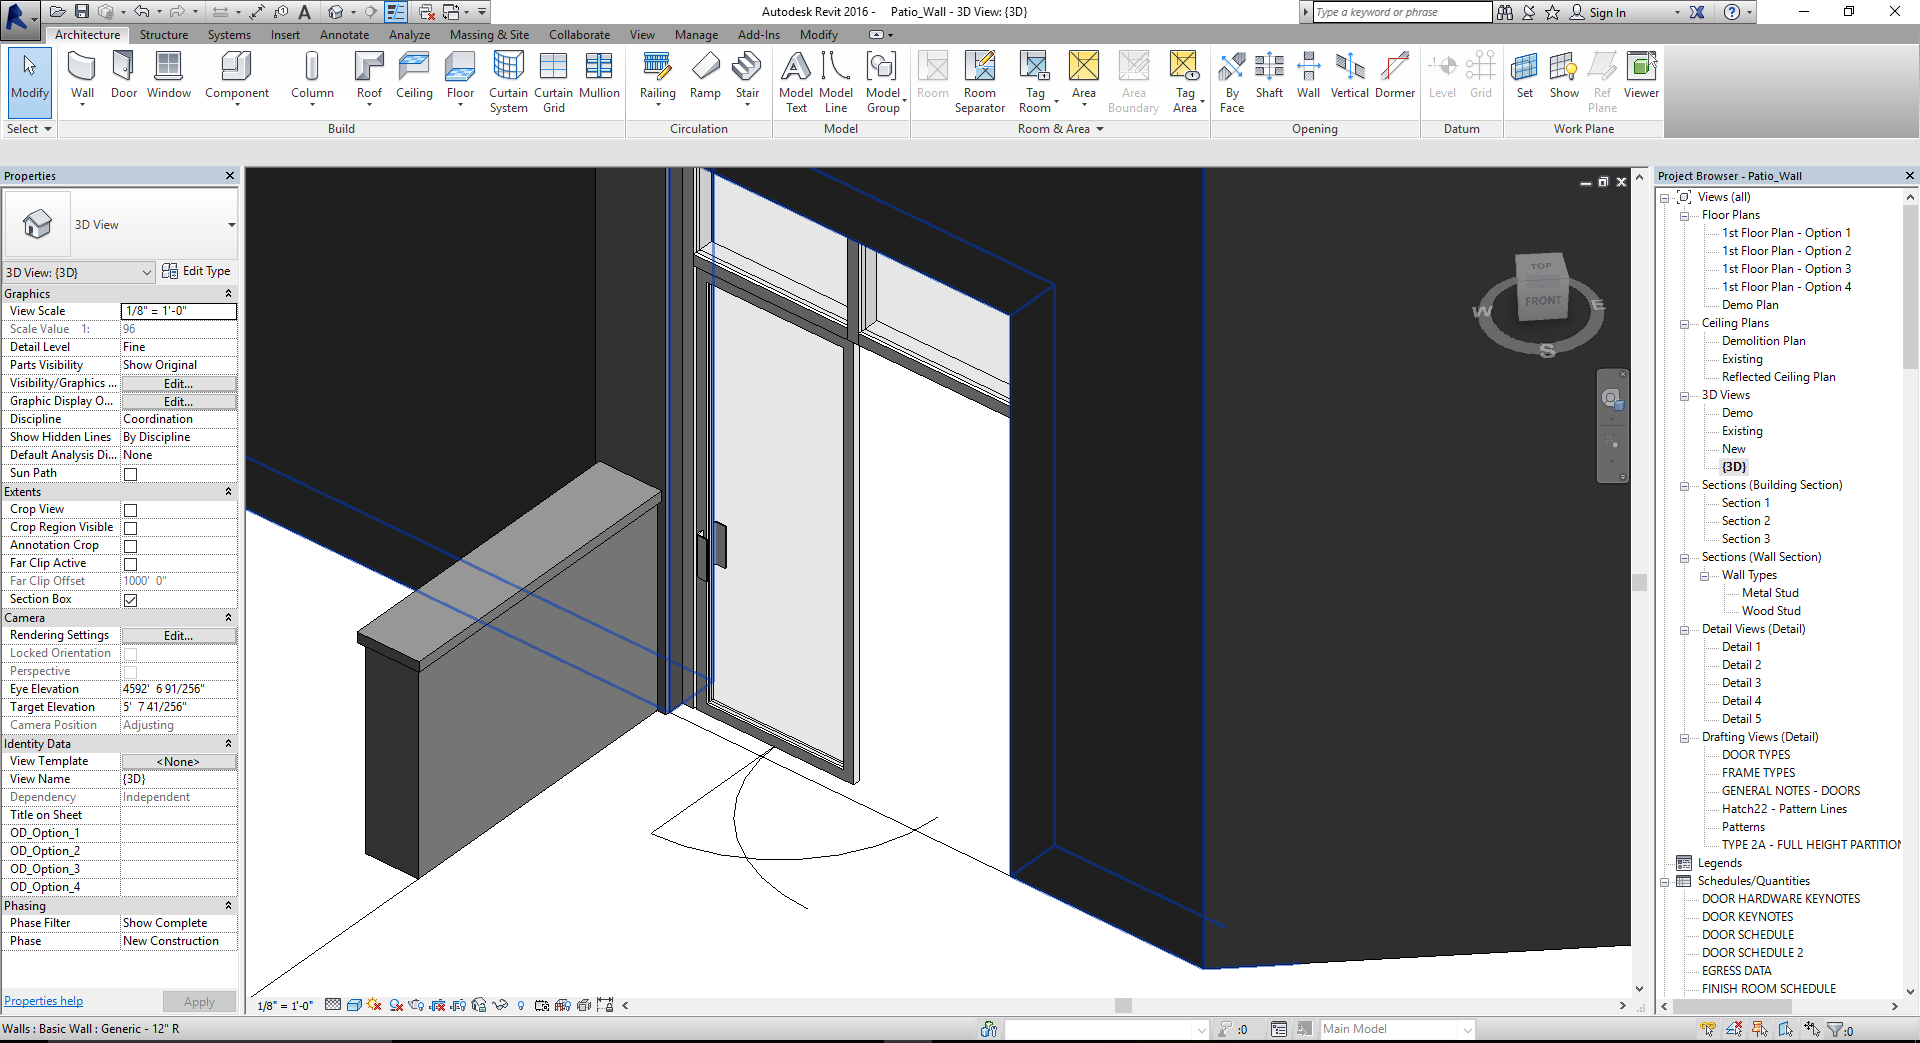 Autodesk Revit 2016 -     Patio_Wall - 3D View: {3D}
Type a keyword or phrase
Sign In
Architecture
Structure
Systems
Insert
Annotate
Analyze
Massing & Site
Collaborate
View
Manage
Add-Ins
Modify
Modify
Wall
Door
Window
Component
Column
Roof
Ceiling
Floor
Curtain System
Curtain Grid
Mullion
Railing
Ramp
Stair
Model Text
Model Line
Model Group
Room
Room Separator
Tag Room
Area
Area Boundary
Tag Area
By Face
Shaft
Wall
Vertical
Dormer
Level
Grid
Set
Show
Ref Plane
Viewer
Select
Build
Circulation
Model
Room & Area
Opening
Datum
Work Plane
Properties
3D View
3D View: {3D}
Edit Type
Graphics
View Scale 1/8" = 1'-0"
Scale Value 1: 96
Detail Level Fine
Parts Visibility Show Original
Visibility/Graphics ... Edit...
Graphic Display O... Edit...
Discipline Coordination
Show Hidden Lines By Discipline
Default Analysis Di... None
Sun Path
Extents
Crop View
Crop Region Visible
Annotation Crop
Far Clip Active
Far Clip Offset 1000' 0"
Section Box
Camera
Rendering Settings Edit...
Locked Orientation
Perspective
Eye Elevation 4592' 6 91/256"
Target Elevation 5' 7 41/256"
Camera Position Adjusting
Identity Data
View Template <None>
View Name {3D}
Dependency Independent
Title on Sheet
OD_Option_1
OD_Option_2
OD_Option_3
OD_Option_4
Phasing
Phase Filter Show Complete
Phase New Construction
Properties help
Apply
TOP
FRONT
W
E
S
1/8" = 1'-0"
Project Browser - Patio_Wall
Views (all)
Floor Plans
1st Floor Plan - Option 1
1st Floor Plan - Option 2
1st Floor Plan - Option 3
1st Floor Plan - Option 4
Demo Plan
Ceiling Plans
Demolition Plan
Existing
Reflected Ceiling Plan
3D Views
Demo
Existing
New
{3D}
Sections (Building Section)
Section 1
Section 2
Section 3
Sections (Wall Section)
Wall Types
Metal Stud
Wood Stud
Detail Views (Detail)
Detail 1
Detail 2
Detail 3
Detail 4
Detail 5
Drafting Views (Detail)
DOOR TYPES
FRAME TYPES
GENERAL NOTES - DOORS
Hatch22 - Pattern Lines
Patterns
TYPE 2A - FULL HEIGHT PARTITION
Legends
Schedules/Quantities
DOOR HARDWARE KEYNOTES
DOOR KEYNOTES
DOOR SCHEDULE
DOOR SCHEDULE 2
EGRESS DATA
FINISH ROOM SCHEDULE
Walls : Basic Wall : Generic - 12" R
:0
Main Model
:0